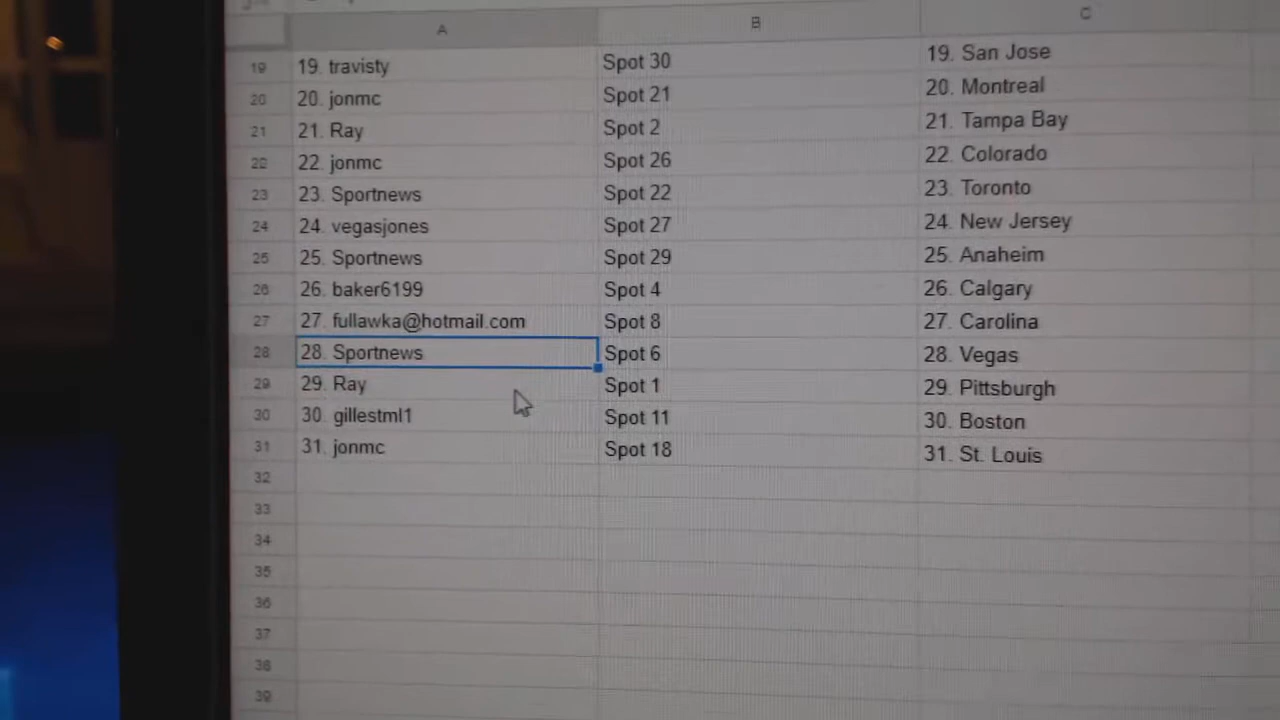 A B C
19 19. travisty Spot 30 19. San Jose
20 20. jonmc Spot 21 20. Montreal
21 21. Ray Spot 2 21. Tampa Bay
22 22. jonmc Spot 26 22. Colorado
23 23. Sportnews Spot 22 23. Toronto
24 24. vegasjones Spot 27 24. New Jersey
25 25. Sportnews Spot 29 25. Anaheim
26 26. baker6199 Spot 4 26. Calgary
27 27. fullawka@hotmail.com Spot 8 27. Carolina
28 28. Sportnews Spot 6 28. Vegas
29 29. Ray Spot 1 29. Pittsburgh
30 30. gillestml1 Spot 11 30. Boston
31 31. jonmc Spot 18 31. St. Louis
32
33
34
35
36
37
38
39